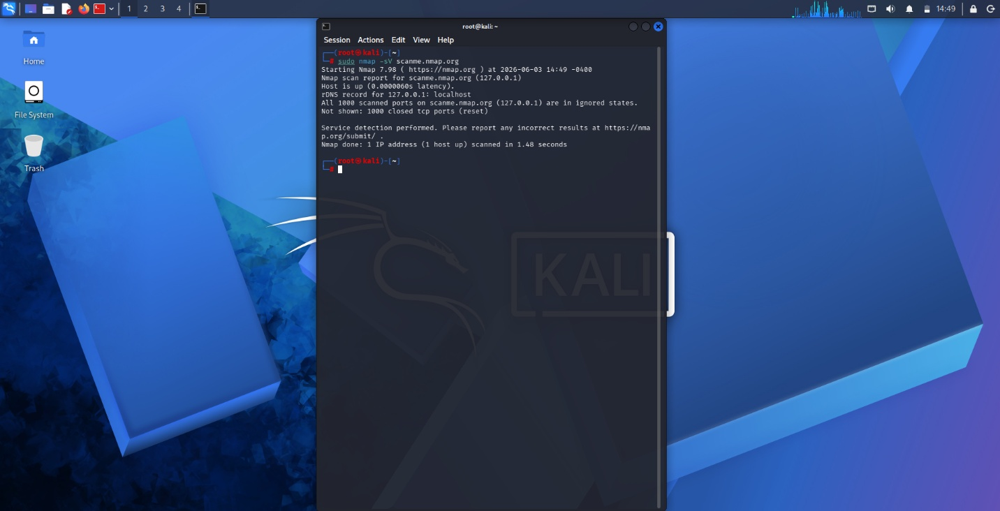 1 2 3 4 14:49
root@kali: ~
Session Actions Edit View Help
┌──(root㉿kali)-[~]
└─# sudo nmap -sV scanme.nmap.org
Starting Nmap 7.98 ( https://nmap.org ) at 2026-06-03 14:49 -0400
Nmap scan report for scanme.nmap.org (127.0.0.1)
Host is up (0.0000060s latency).
rDNS record for 127.0.0.1: localhost
All 1000 scanned ports on scanme.nmap.org (127.0.0.1) are in ignored states.
Not shown: 1000 closed tcp ports (reset)
Service detection performed. Please report any incorrect results at https://nma
p.org/submit/ .
Nmap done: 1 IP address (1 host up) scanned in 1.48 seconds
┌──(root㉿kali)-[~]
└─#
Home
File System
Trash
KALI